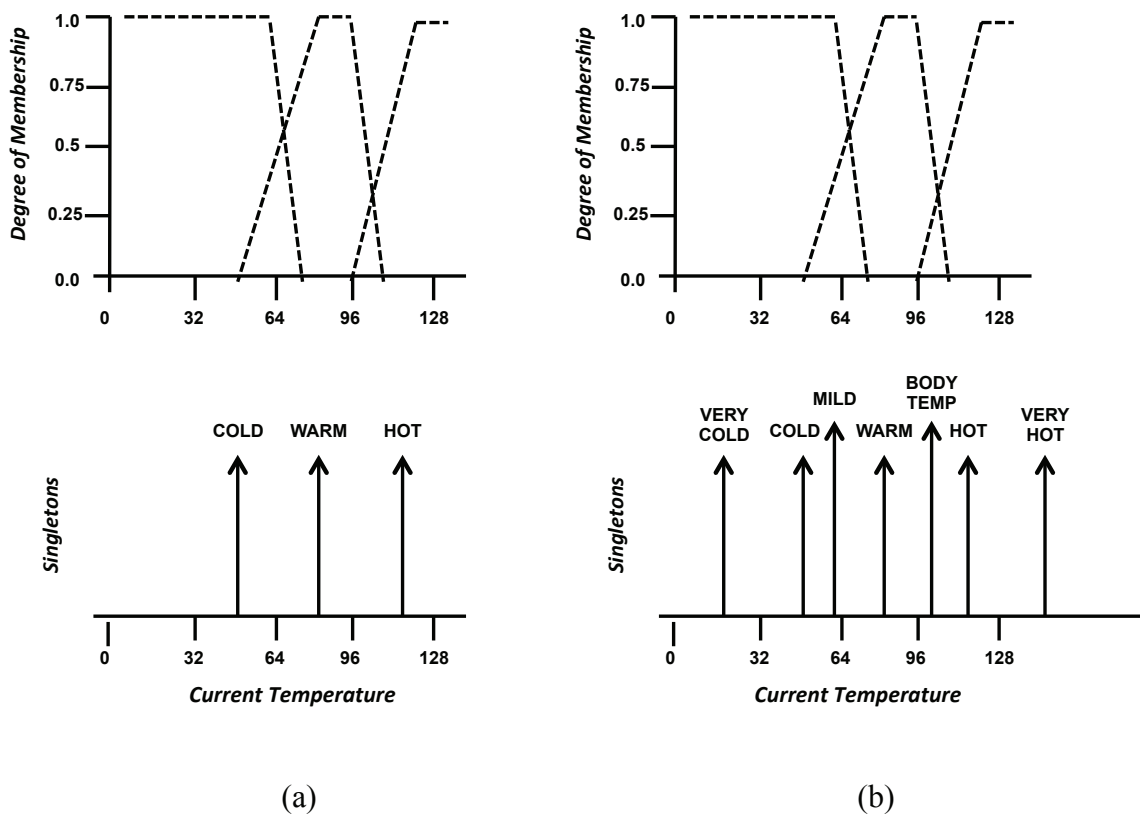 1.0
0.75
0.5
0.25
0.0
Degree of Membership
0 32 64 96 128
COLD WARM HOT
Singletons
0 32 64 96 128
Current Temperature
(a)
1.0
0.75
0.5
0.25
0.0
Degree of Membership
0 32 64 96 128
VERY
COLD
COLD
MILD
WARM
BODY
TEMP
HOT
VERY
HOT
Singletons
0 32 64 96 128
Current Temperature
(b)